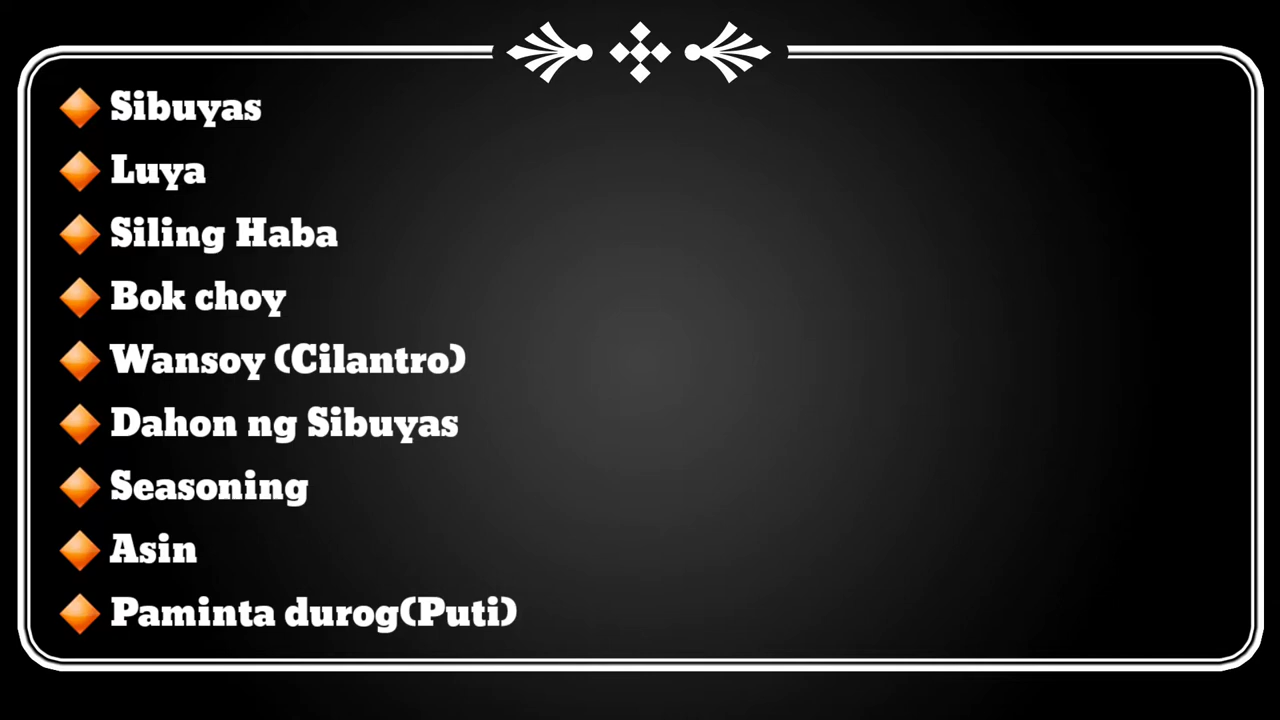 Sibuyas
Luya
Siling Haba
Bok choy
Wansoy (Cilantro)
Dahon ng Sibuyas
Seasoning
Asin
Paminta durog(Puti)